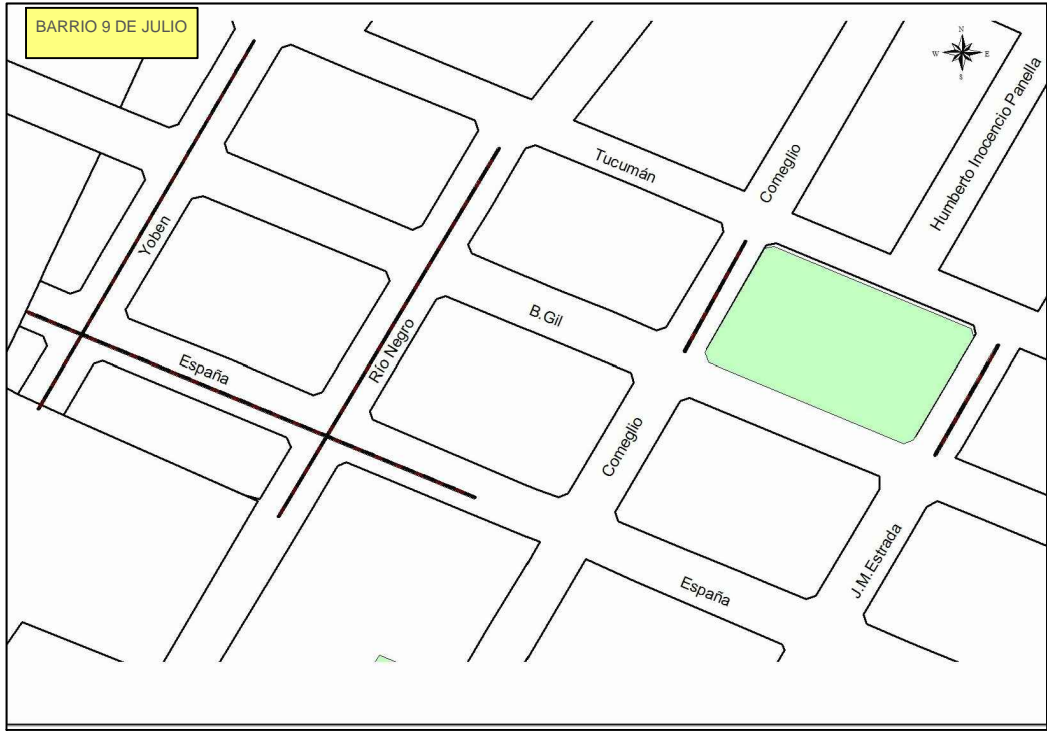 BARRIO 9 DE JULIO
N
W E
S
Humberto Inocencio Panella
Comeglio
Tucumán
Yoben
B.Gil
Río Negro
España
Comeglio
J.M.Estrada
España